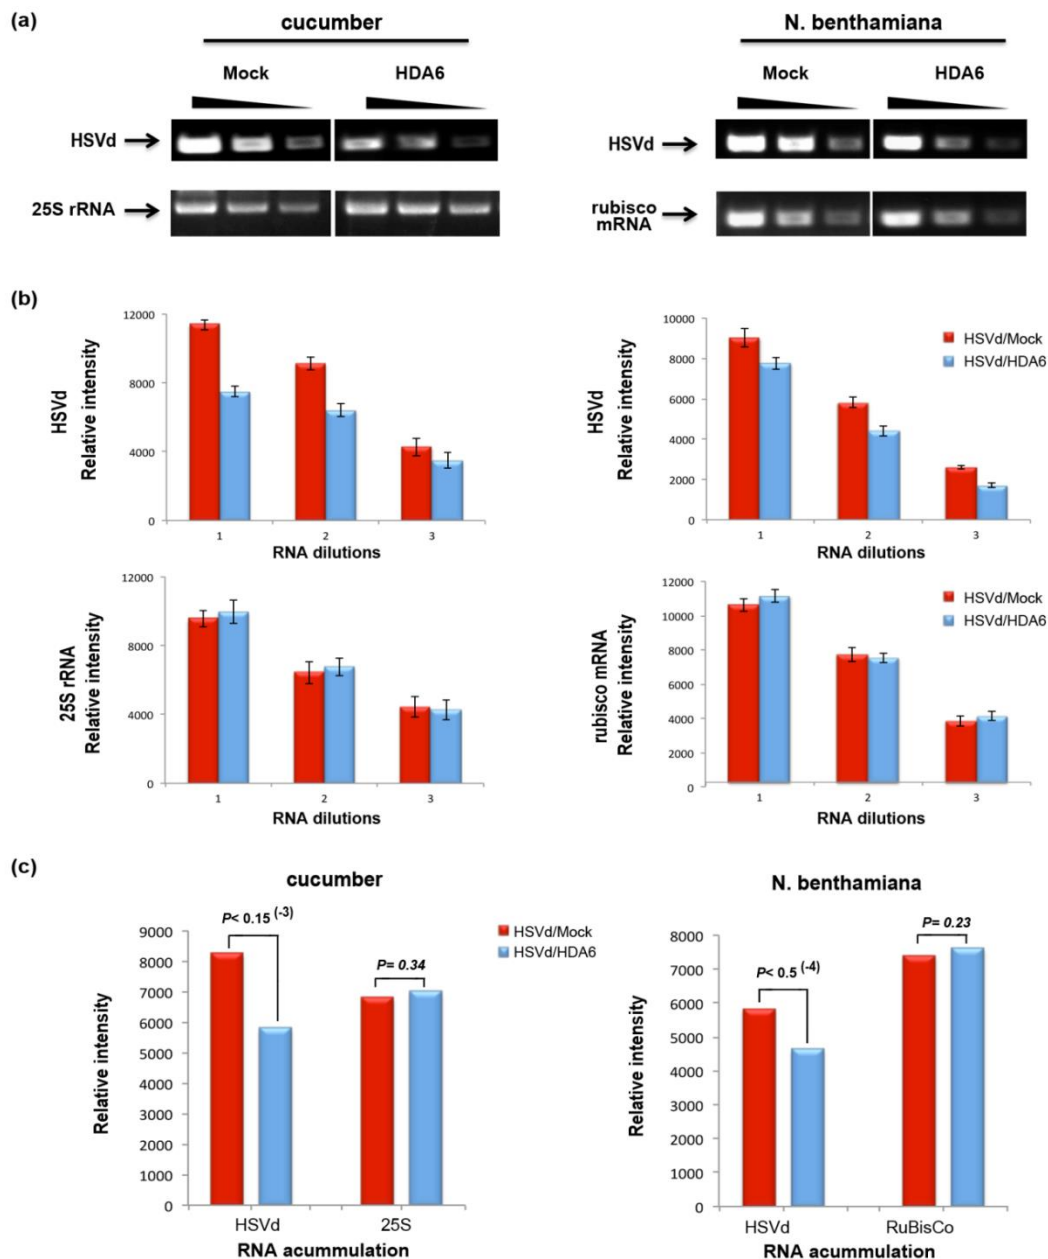 (a)
cucumber
N. benthamiana
Mock
HDA6
Mock
HDA6
HSVd
HSVd
25S rRNA
rubisco
mRNA
(b)
12000
8000
4000
0
1
2
3
HSVd
Relative intensity
RNA dilutions
10000
8000
6000
4000
2000
0
1
2
3
HSVd
Relative intensity
RNA dilutions
HSVd/Mock
HSVd/HDA6
12000
8000
4000
0
1
2
3
25S rRNA
Relative intensity
RNA dilutions
12000
10000
8000
6000
4000
2000
0
1
2
3
rubisco mRNA
Relative intensity
RNA dilutions
HSVd/Mock
HSVd/HDA6
(c)
cucumber
9000
8000
7000
6000
5000
4000
3000
2000
1000
0
Relative intensity
P< 0.15 (-3)
P= 0.34
HSVd
25S
RNA acummulation
HSVd/Mock
HSVd/HDA6
N. benthamiana
8000
7000
6000
5000
4000
3000
2000
1000
0
Relative intensity
P< 0.5 (-4)
P= 0.23
HSVd
RuBisCo
RNA acummulation